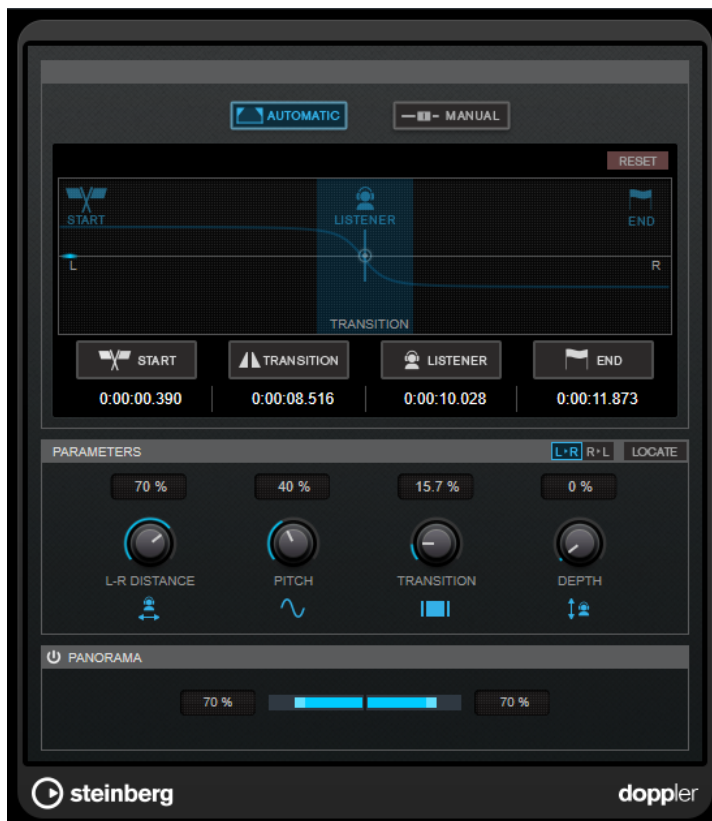 AUTOMATIC MANUAL
RESET
START LISTENER END
L R
TRANSITION
START TRANSITION LISTENER END
0:00:00.390 0:00:08.516 0:00:10.028 0:00:11.873
PARAMETERS L▸R R▸L LOCATE
70 % 40 % 15.7 % 0 %
L-R DISTANCE PITCH TRANSITION DEPTH
PANORAMA
70 % 70 %
steinberg doppler